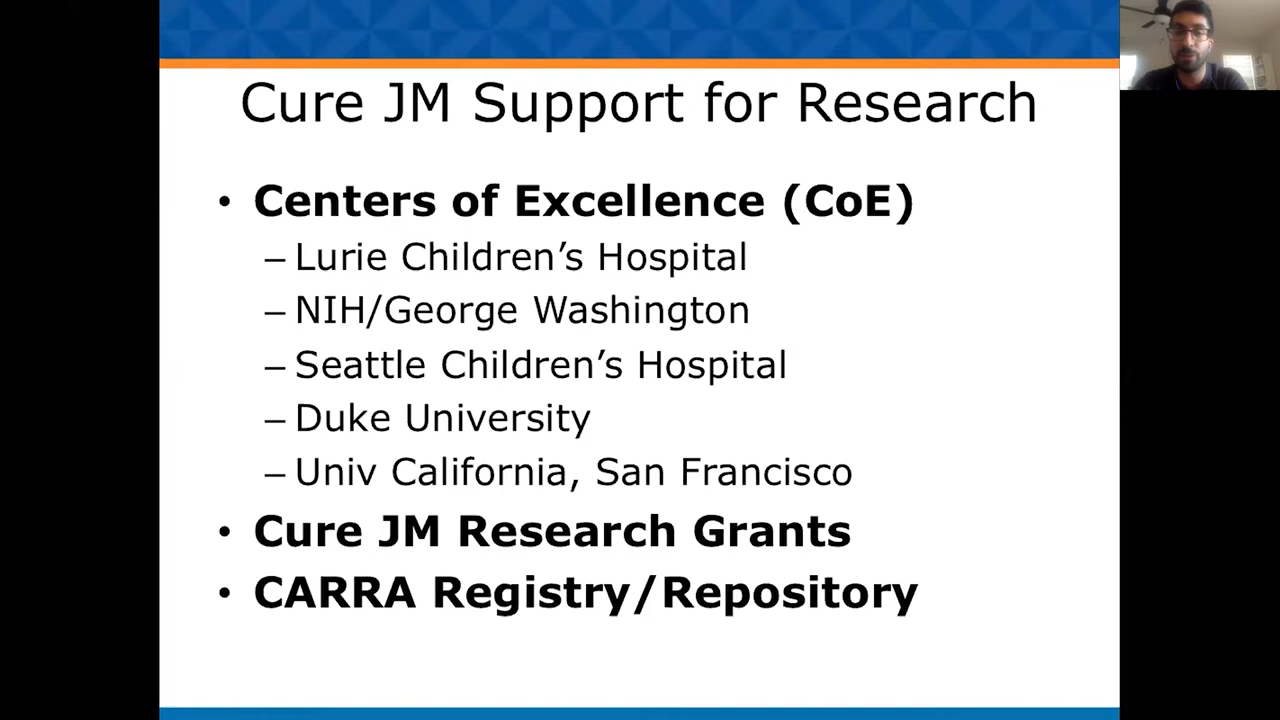 Cure JM Support for Research
• Centers of Excellence (CoE)
– Lurie Children’s Hospital
– NIH/George Washington
– Seattle Children’s Hospital
– Duke University
– Univ California, San Francisco
• Cure JM Research Grants
• CARRA Registry/Repository